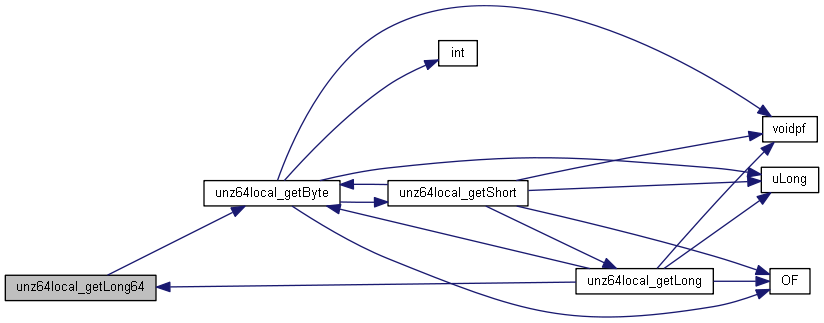 int
voidpf
uLong
unz64local_getByte
unz64local_getShort
unz64local_getLong
OF
unz64local_getLong64